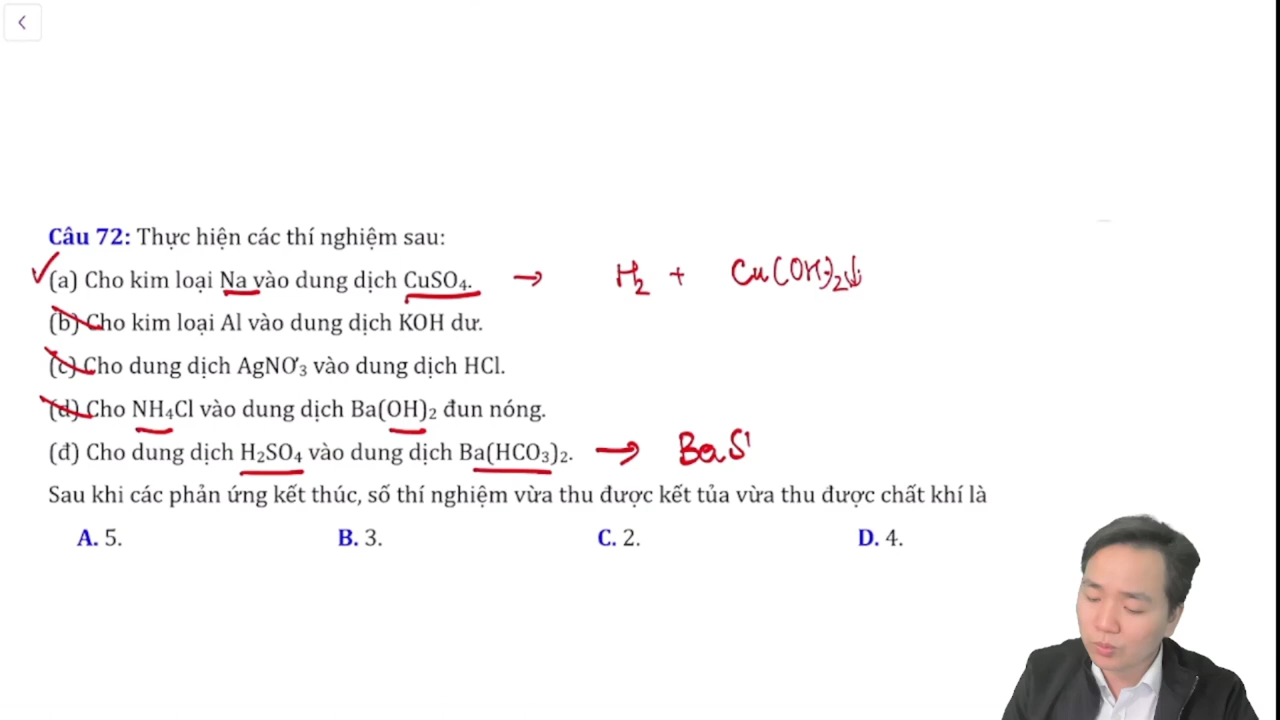 Câu 72: Thực hiện các thí nghiệm sau:
(a) Cho kim loại Na vào dung dịch CuSO₄. → H₂ + Cu(OH)₂↓
(b) Cho kim loại Al vào dung dịch KOH dư.
(c) Cho dung dịch AgNO₃ vào dung dịch HCl.
(d) Cho NH₄Cl vào dung dịch Ba(OH)₂ đun nóng.
(đ) Cho dung dịch H₂SO₄ vào dung dịch Ba(HCO₃)₂. → BaS
Sau khi các phản ứng kết thúc, số thí nghiệm vừa thu được kết tủa vừa thu được chất khí là
A. 5. B. 3. C. 2. D. 4.